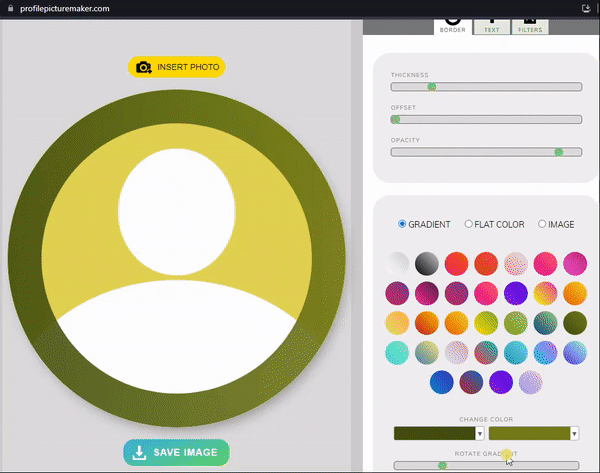 profilepicturemaker.com
BORDER
TEXT
FILTERS
INSERT PHOTO
THICKNESS
OFFSET
OPACITY
GRADIENT
FLAT COLOR
IMAGE
CHANGE COLOR
ROTATE GRADIENT
SAVE IMAGE